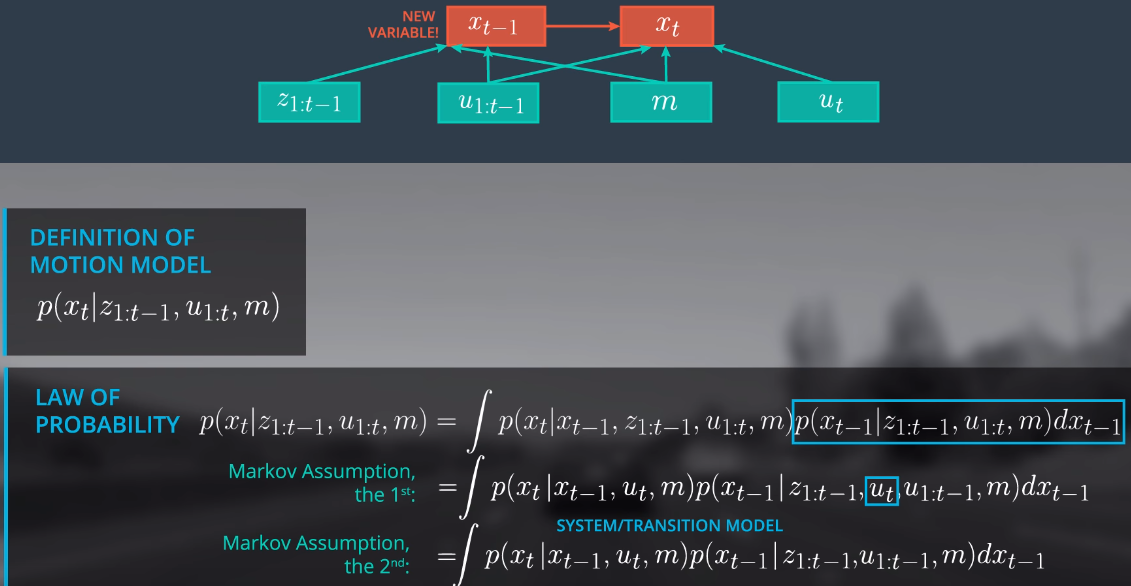 NEW
VARIABLE!
x_{t-1}
x_t
z_{1:t-1}
u_{1:t-1}
m
u_t
DEFINITION OF
MOTION MODEL
p(x_t|z_{1:t-1}, u_{1:t}, m)
LAW OF
PROBABILITY
p(x_t|z_{1:t-1}, u_{1:t}, m) = ∫ p(x_t|x_{t-1}, z_{1:t-1}, u_{1:t}, m)p(x_{t-1}|z_{1:t-1}, u_{1:t}, m)dx_{t-1}
Markov Assumption,
the 1st:
= ∫ p(x_t|x_{t-1}, u_t, m)p(x_{t-1}|z_{1:t-1}, u_t, u_{1:t-1}, m)dx_{t-1}
SYSTEM/TRANSITION MODEL
Markov Assumption,
the 2nd:
= ∫ p(x_t|x_{t-1}, u_t, m)p(x_{t-1}|z_{1:t-1}, u_{1:t-1}, m)dx_{t-1}